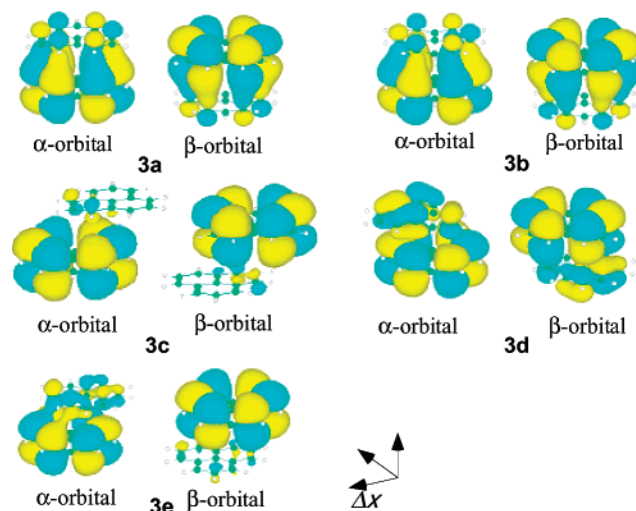 α-orbital β-orbital α-orbital β-orbital
3a 3b
α-orbital β-orbital α-orbital β-orbital
3c 3d
α-orbital β-orbital
3e
Δx